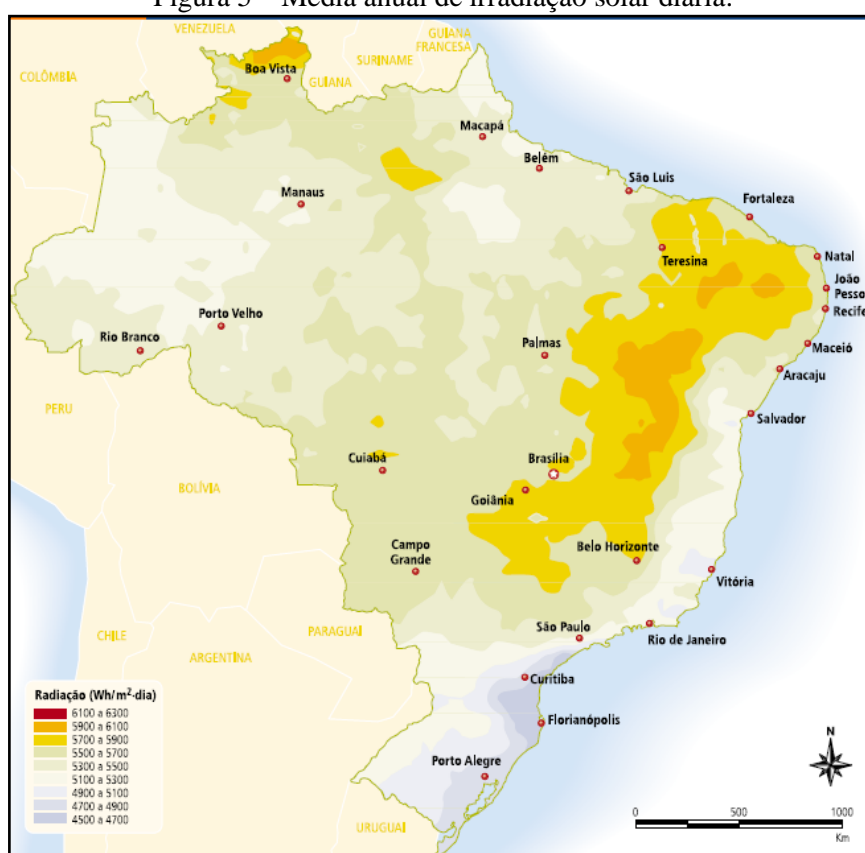 Figura 3 – Média anual de irradiação solar diária.
VENEZUELA
GUIANA
FRANCESA
SURINAME
COLÔMBIA
Boa Vista
GUIANA
Macapá
Belém
São Luis
Manaus
Fortaleza
Teresina
Natal
João
Pesso
Porto Velho
Recife
Rio Branco
Palmas
Maceió
Aracaju
PERU
Salvador
Cuiabá
Brasília
BOLÍVIA
Goiânia
Campo
Grande
Belo Horizonte
Vitória
CHILE
PARAGUAI
São Paulo
Rio de Janeiro
ARGENTINA
Curitiba
Florianópolis
Porto Alegre
URUGUAI
Radiação (Wh/m²·dia)
6100 a 6300
5900 a 6100
5700 a 5900
5500 a 5700
5300 a 5500
5100 a 5300
4900 a 5100
4700 a 4900
4500 a 4700
N
0 500 1000
Km